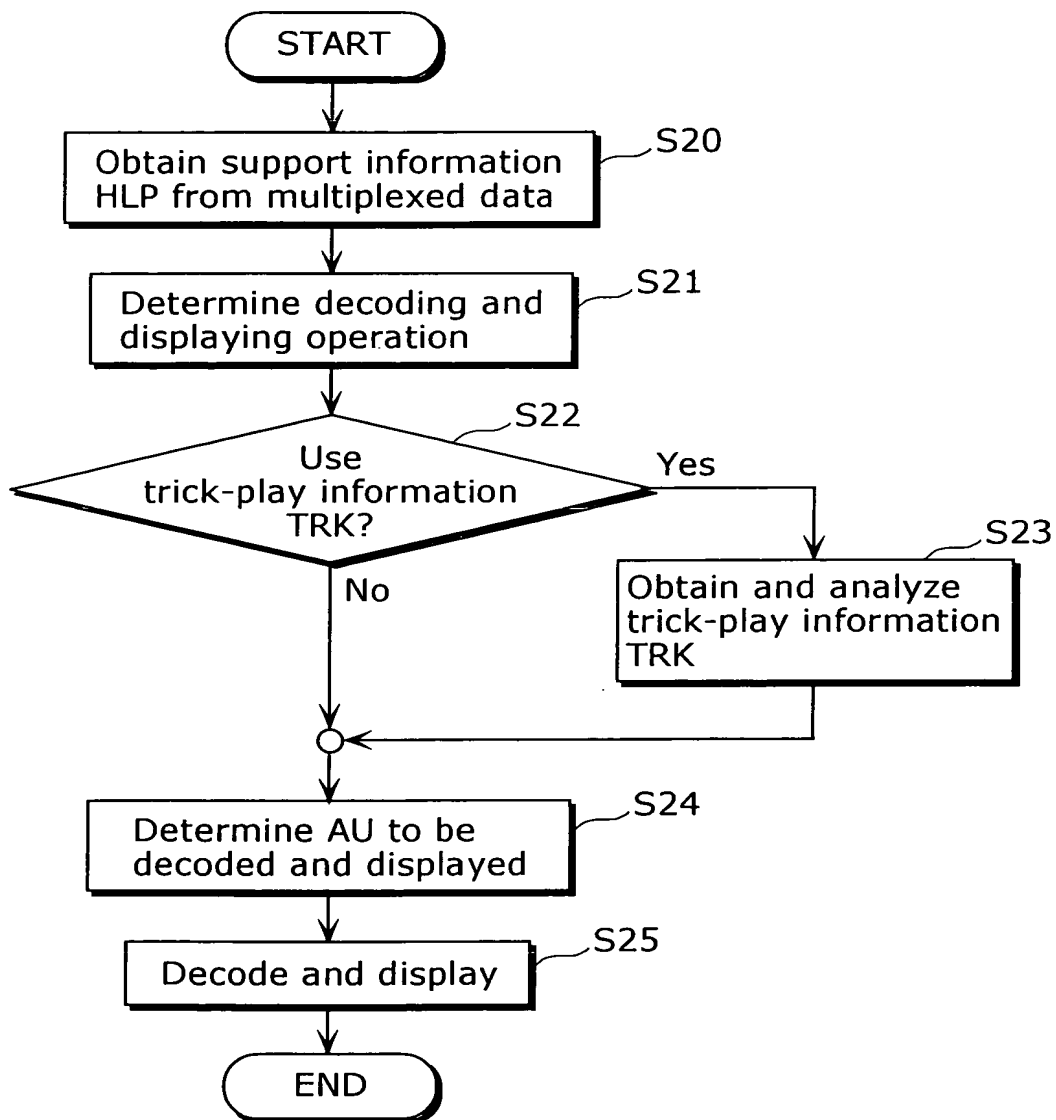 START
S20
Obtain support information
HLP from multiplexed data
S21
Determine decoding and
displaying operation
S22
Use
trick-play information
TRK?
Yes
No
S23
Obtain and analyze
trick-play information
TRK
S24
Determine AU to be
decoded and displayed
S25
Decode and display
END